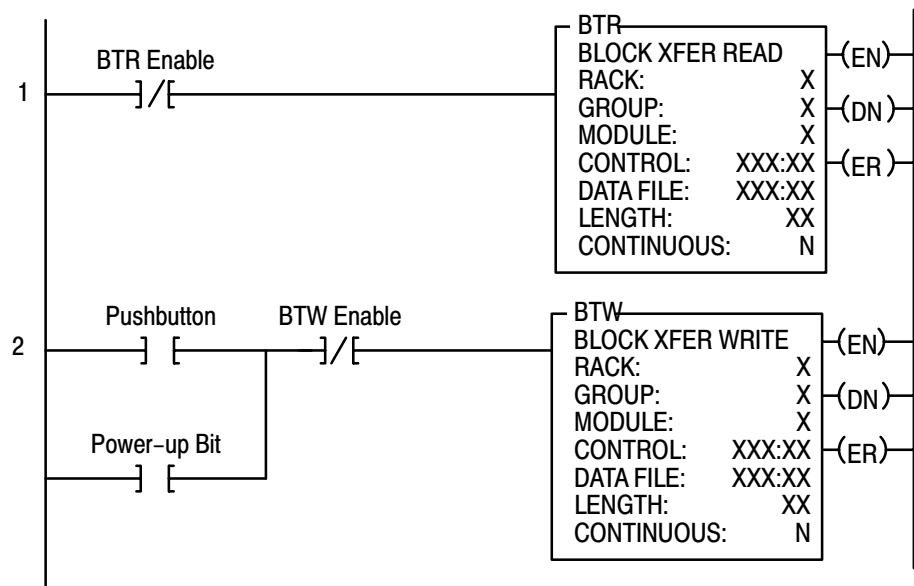 1
BTR Enable
BTR
BLOCK XFER READ
RACK: X
GROUP: X
MODULE: X
CONTROL: XXX:XX
DATA FILE: XXX:XX
LENGTH: XX
CONTINUOUS: N
(EN)
(DN)
(ER)
2
Pushbutton
BTW Enable
Power–up Bit
BTW
BLOCK XFER WRITE
RACK: X
GROUP: X
MODULE: X
CONTROL: XXX:XX
DATA FILE: XXX:XX
LENGTH: XX
CONTINUOUS: N
(EN)
(DN)
(ER)